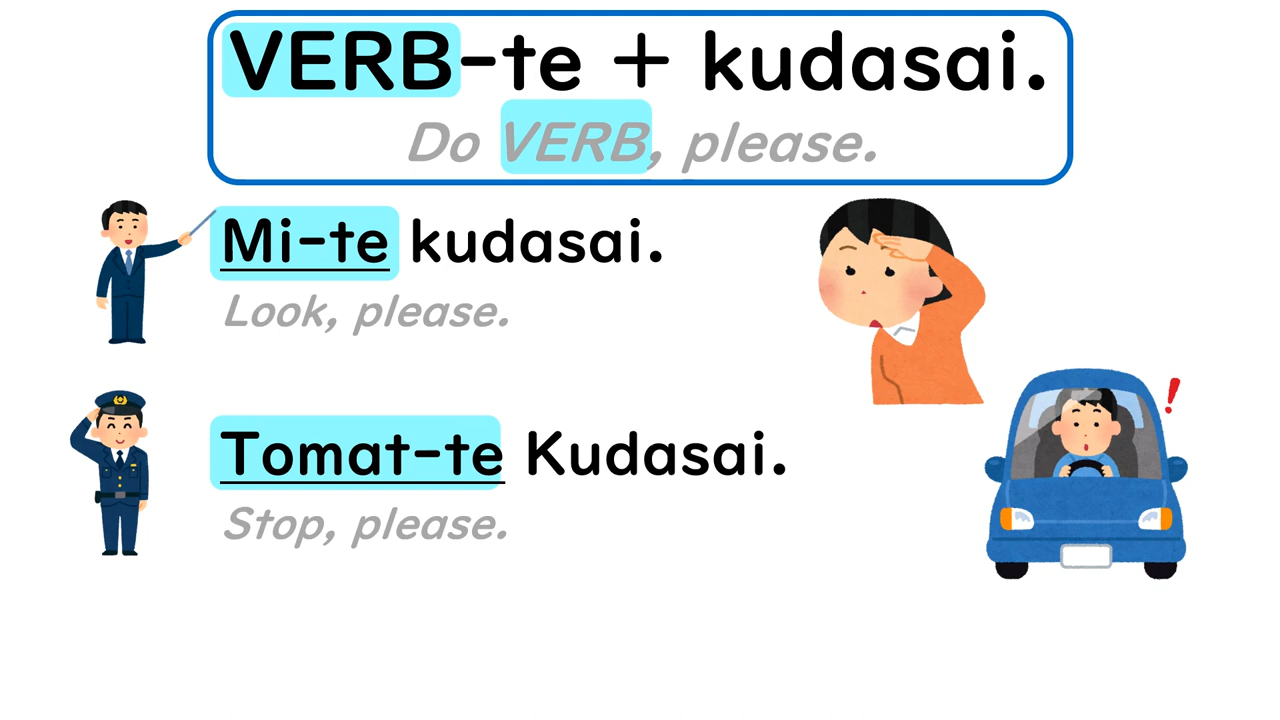 VERB-te + kudasai.
Do VERB, please.
Mi-te kudasai.
Look, please.
Tomat-te Kudasai.
Stop, please.
!